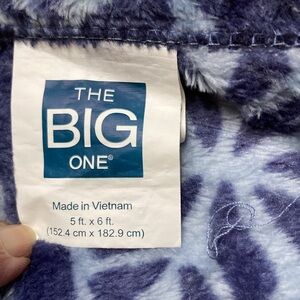 THE
BIG
ONE®
Made in Vietnam
5 ft. x 6 ft.
(152.4 cm x 182.9 cm)